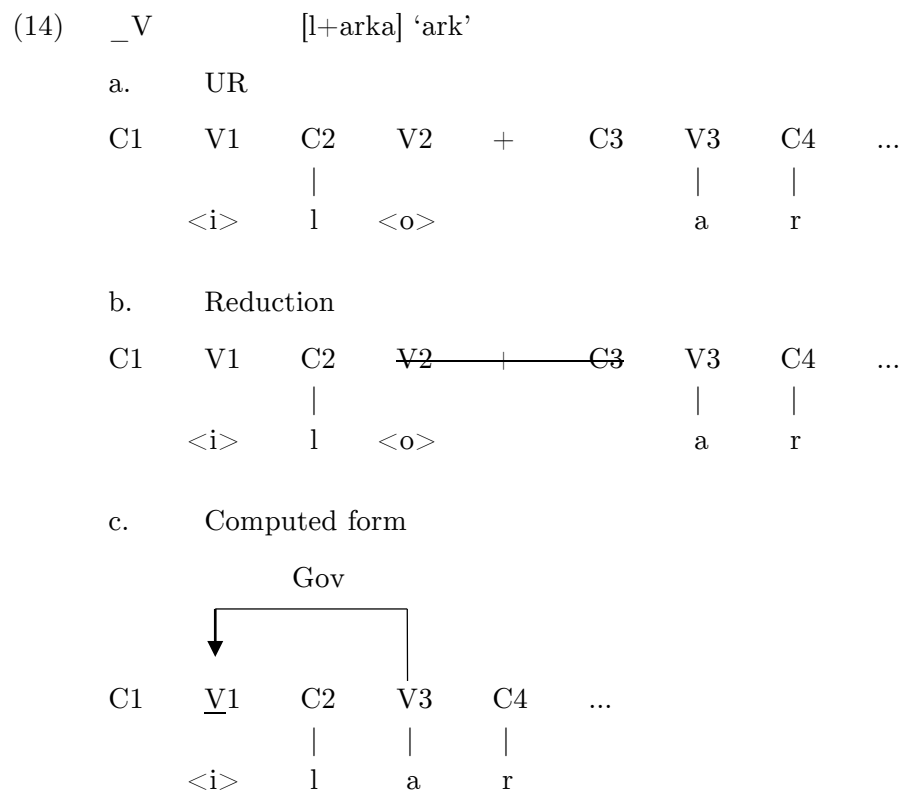 (14) _V [l+arka] ‘ark’
a. UR
C1 V1 C2 V2 + C3 V3 C4 ...
| | |
<i> l <o> a r
b. Reduction
C1 V1 C2 V2 + C3 V3 C4 ...
| | |
<i> l <o> a r
c. Computed form
Gov
C1 V1 C2 V3 C4 ...
| | |
<i> l a r